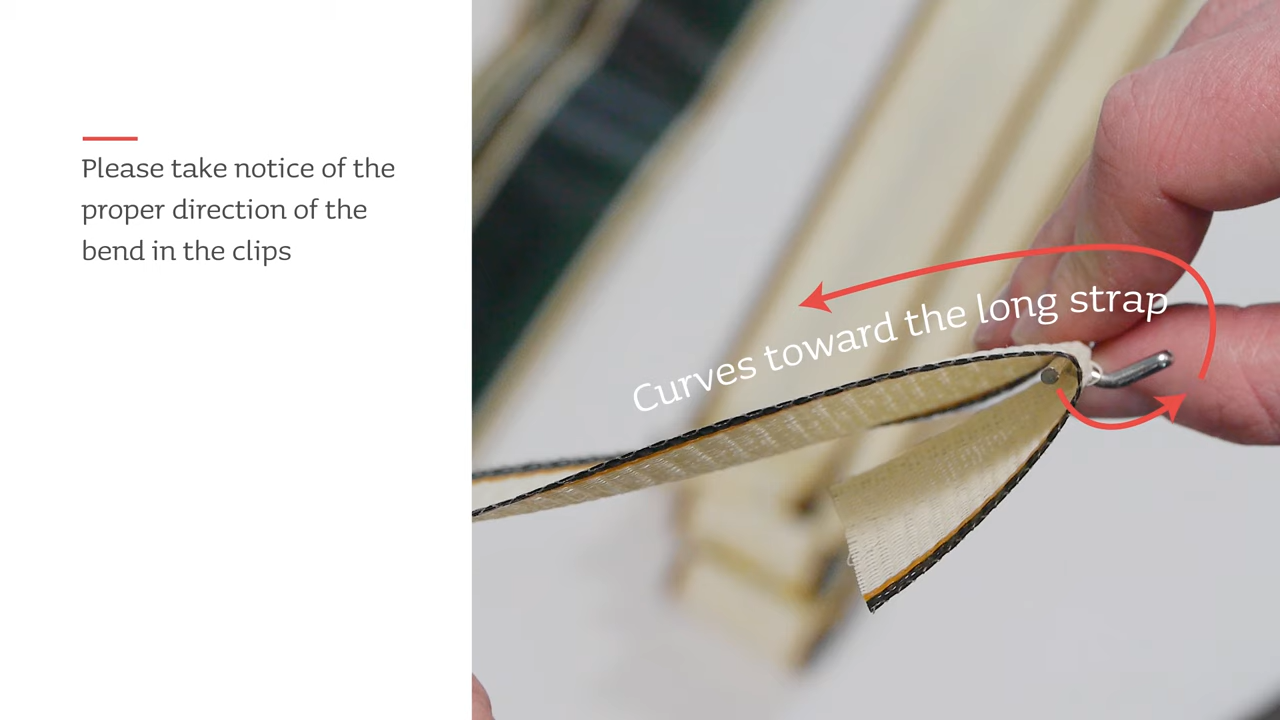 Please take notice of the
proper direction of the
bend in the clips
Curves toward the long strap